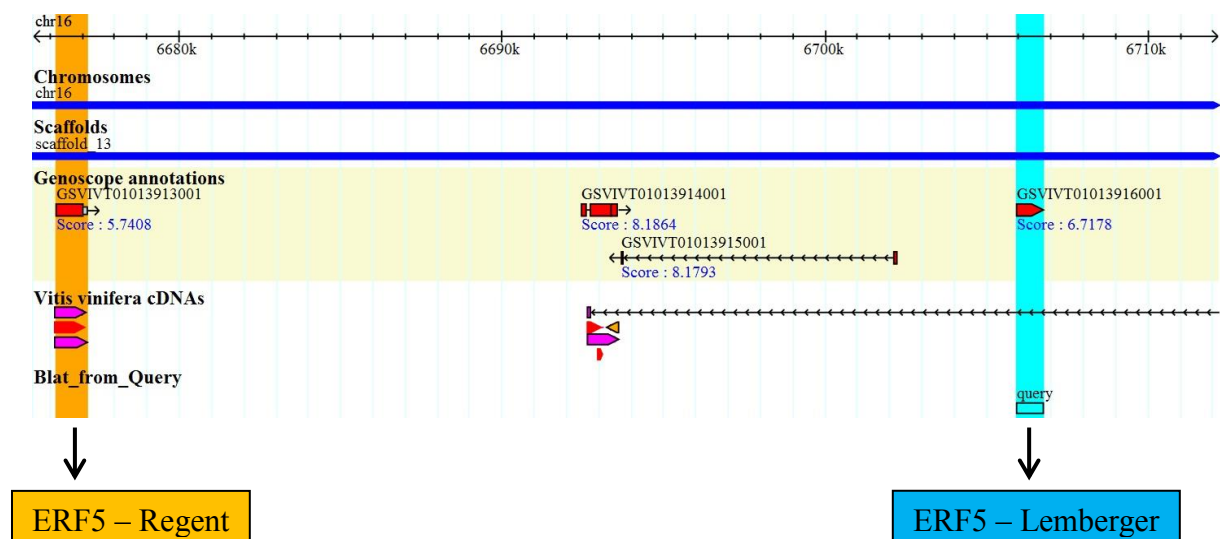 chr16
6680k 6690k 6700k 6710k
Chromosomes
chr16
Scaffolds
scaffold_13
Genoscope annotations
GSVIVT01013913001 GSVIVT01013914001 GSVIVT01013916001
Score : 5.7408 Score : 8.1864 Score : 6.7178
GSVIVT01013915001
Score : 8.1793
Vitis vinifera cDNAs
Blat_from_Query
query
ERF5 – Regent ERF5 – Lemberger